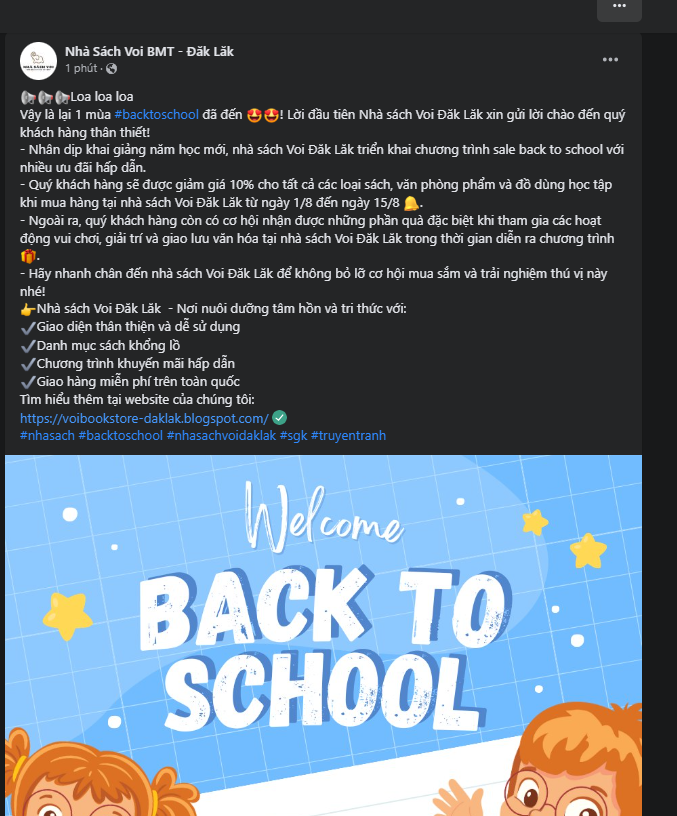 Nhà Sách Voi BMT - Đăk Lăk
1 phút ·
Loa loa loa
Vậy là lại 1 mùa #backtoschool đã đến 🤩🤩! Lời đầu tiên Nhà sách Voi Đăk Lăk xin gửi lời chào đến quý
khách hàng thân thiết!
- Nhân dịp khai giảng năm học mới, nhà sách Voi Đăk Lăk triển khai chương trình sale back to school với
nhiều ưu đãi hấp dẫn.
- Quý khách hàng sẽ được giảm giá 10% cho tất cả các loại sách, văn phòng phẩm và đồ dùng học tập
khi mua hàng tại nhà sách Voi Đăk Lăk từ ngày 1/8 đến ngày 15/8 🔔.
- Ngoài ra, quý khách hàng còn có cơ hội nhận được những phần quà đặc biệt khi tham gia các hoạt
động vui chơi, giải trí và giao lưu văn hóa tại nhà sách Voi Đăk Lăk trong thời gian diễn ra chương trình
🎁.
- Hãy nhanh chân đến nhà sách Voi Đăk Lăk để không bỏ lỡ cơ hội mua sắm và trải nghiệm thú vị này
nhé!
👉Nhà sách Voi Đăk Lăk - Nơi nuôi dưỡng tâm hồn và tri thức với:
✔Giao diện thân thiện và dễ sử dụng
✔Danh mục sách khổng lồ
✔Chương trình khuyến mãi hấp dẫn
✔Giao hàng miễn phí trên toàn quốc
Tìm hiểu thêm tại website của chúng tôi:
https://voibookstore-daklak.blogspot.com/
#nhasach #backtoschool #nhasachvoidaklak #sgk #truyentranh
Welcome
BACK TO
SCHOOL